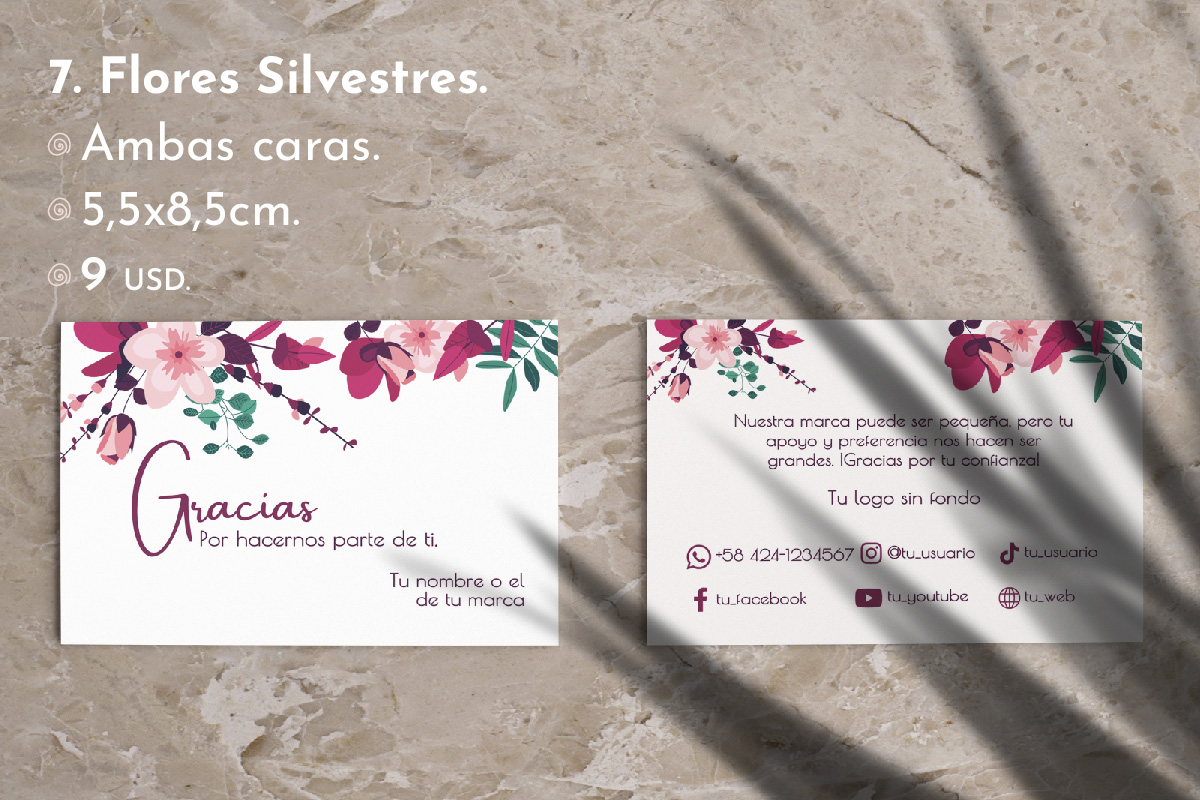 7. Flores Silvestres.
Ambas caras.
5,5x8,5cm.
9 USD.
Gracias
Por hacernos parte de ti.
Tu nombre o el
de tu marca
Nuestra marca puede ser pequeña, pero tu
apoyo y preferencia nos hacen ser
grandes. ¡Gracias por tu confianza!
Tu logo sin fondo
+58 424-1234567
@tu_usuario
tu_usuario
tu_facebook
tu_youtube
tu_web